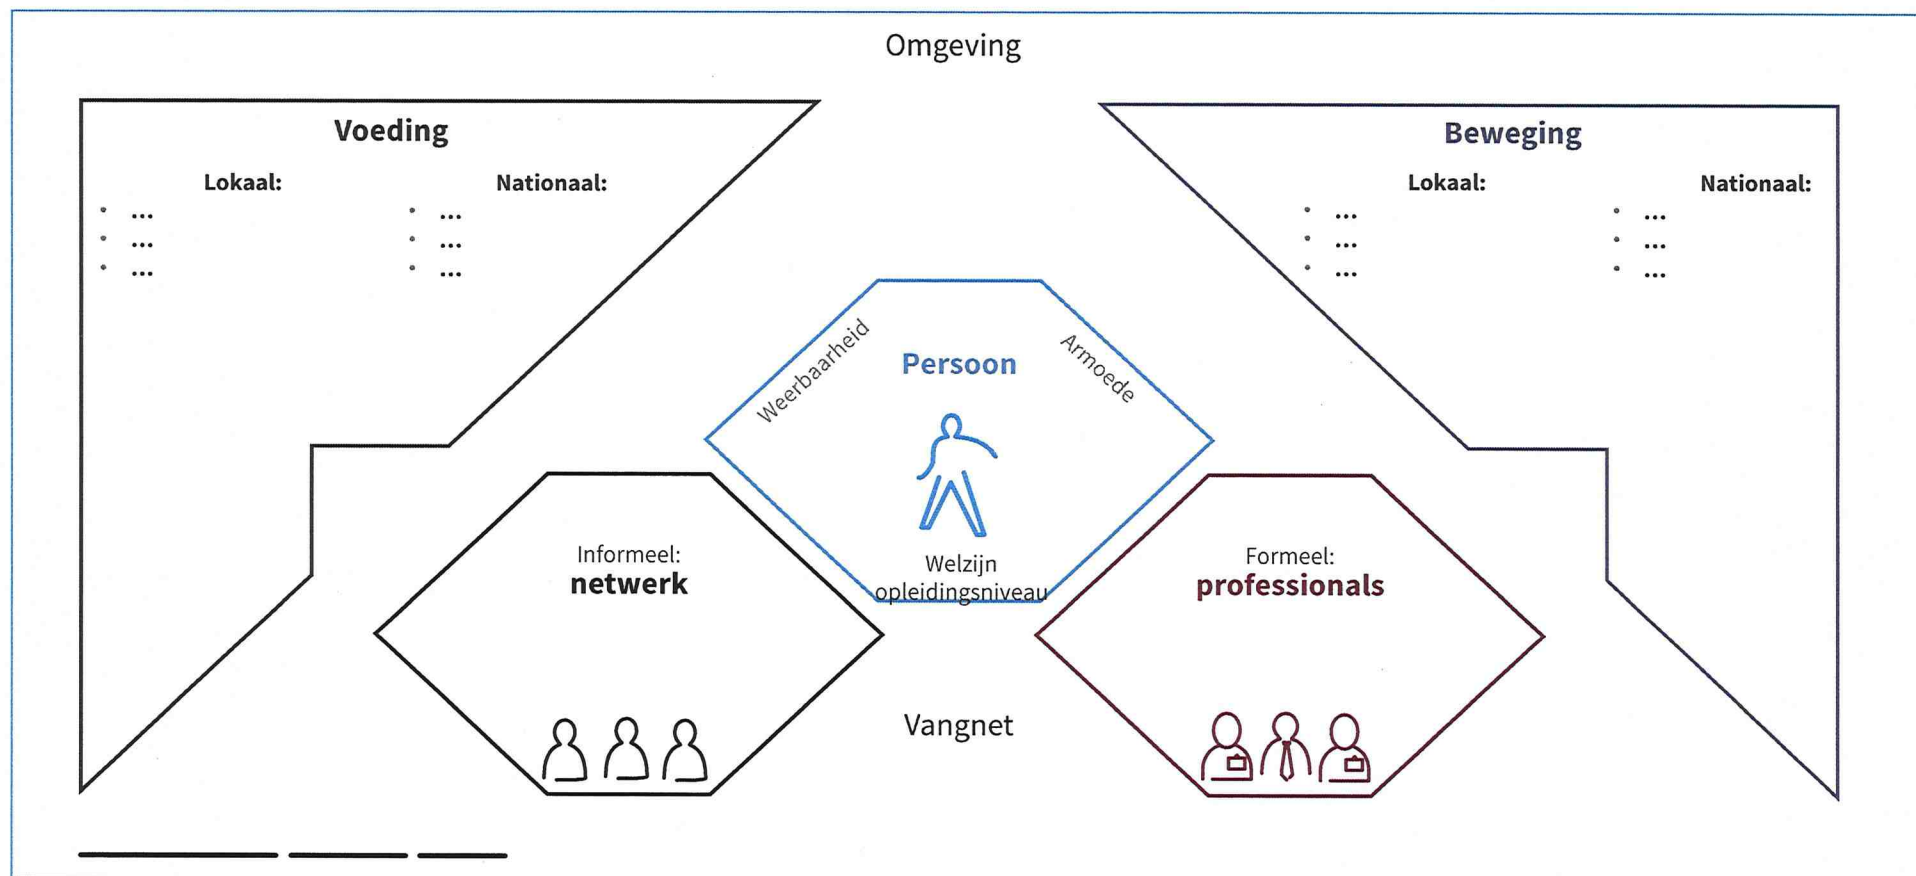 Omgeving
Voeding
Lokaal:
Nationaal:
• ...
• ...
• ...
• ...
• ...
• ...
Beweging
Lokaal:
Nationaal:
• ...
• ...
• ...
• ...
• ...
• ...
Weerbaarheid
Persoon
Armoede
Welzijn
opleidingsniveau
Informeel:
netwerk
Formeel:
professionals
Vangnet